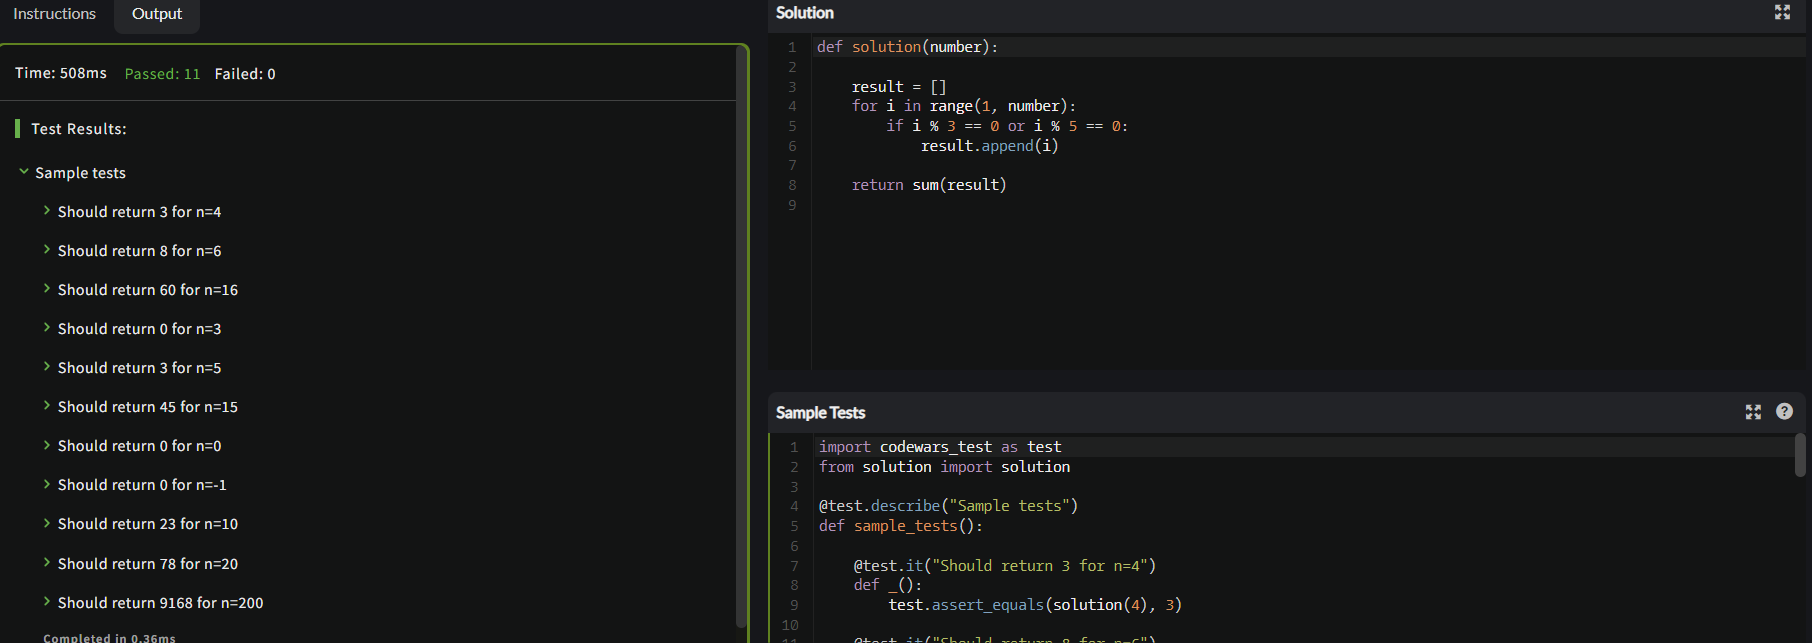 Instructions
Output
Time: 508ms Passed: 11 Failed: 0
Test Results:
Sample tests
Should return 3 for n=4
Should return 8 for n=6
Should return 60 for n=16
Should return 0 for n=3
Should return 3 for n=5
Should return 45 for n=15
Should return 0 for n=0
Should return 0 for n=-1
Should return 23 for n=10
Should return 78 for n=20
Should return 9168 for n=200
Completed in 0.36ms
Solution
1 def solution(number):
2
3     result = []
4     for i in range(1, number):
5         if i % 3 == 0 or i % 5 == 0:
6             result.append(i)
7
8     return sum(result)
9
Sample Tests
?
1 import codewars_test as test
2 from solution import solution
3
4 @test.describe("Sample tests")
5 def sample_tests():
6
7     @test.it("Should return 3 for n=4")
8     def _():
9         test.assert_equals(solution(4), 3)
10
11     @test.it("Should return 8 for n=6")